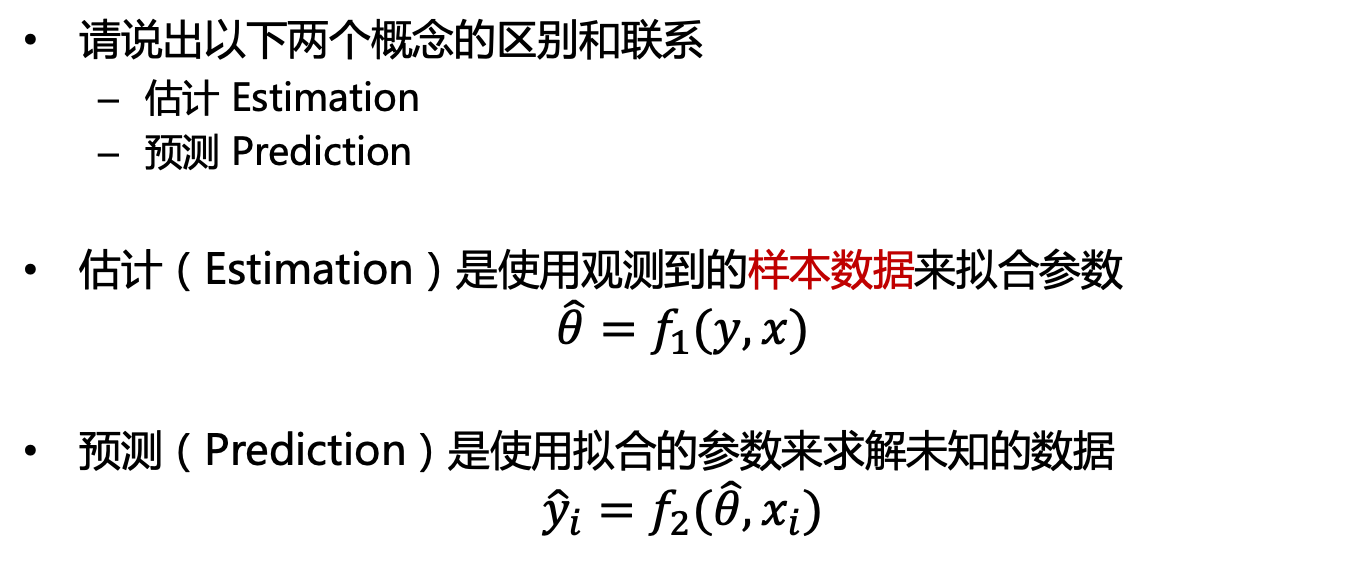 • 请说出以下两个概念的区别和联系
– 估计 Estimation
– 预测 Prediction
• 估计（Estimation）是使用观测到的样本数据来拟合参数
θ̂ = f₁(y, x)
• 预测（Prediction）是使用拟合的参数来求解未知的数据
ŷᵢ = f₂(θ̂, xᵢ)